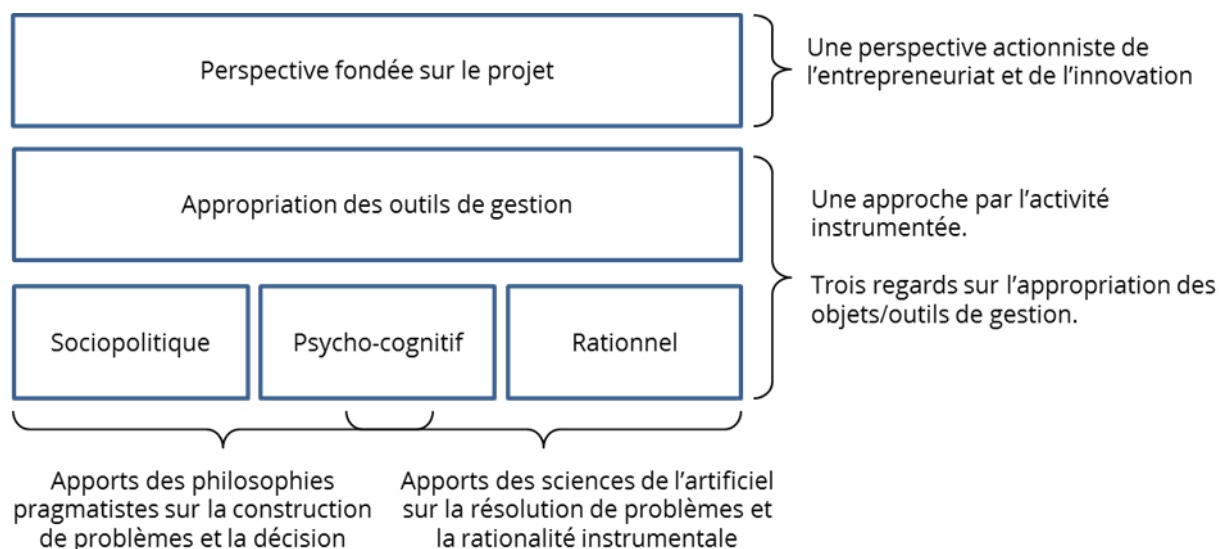 Perspective fondée sur le projet
Une perspective actionniste de
l’entrepreneuriat et de l’innovation
Appropriation des outils de gestion
Une approche par l’activité
instrumentée.
Trois regards sur l’appropriation des
objets/outils de gestion.
Sociopolitique
Psycho-cognitif
Rationnel
Apports des philosophies
pragmatistes sur la construction
de problèmes et la décision
Apports des sciences de l’artificiel
sur la résolution de problèmes et
la rationalité instrumentale